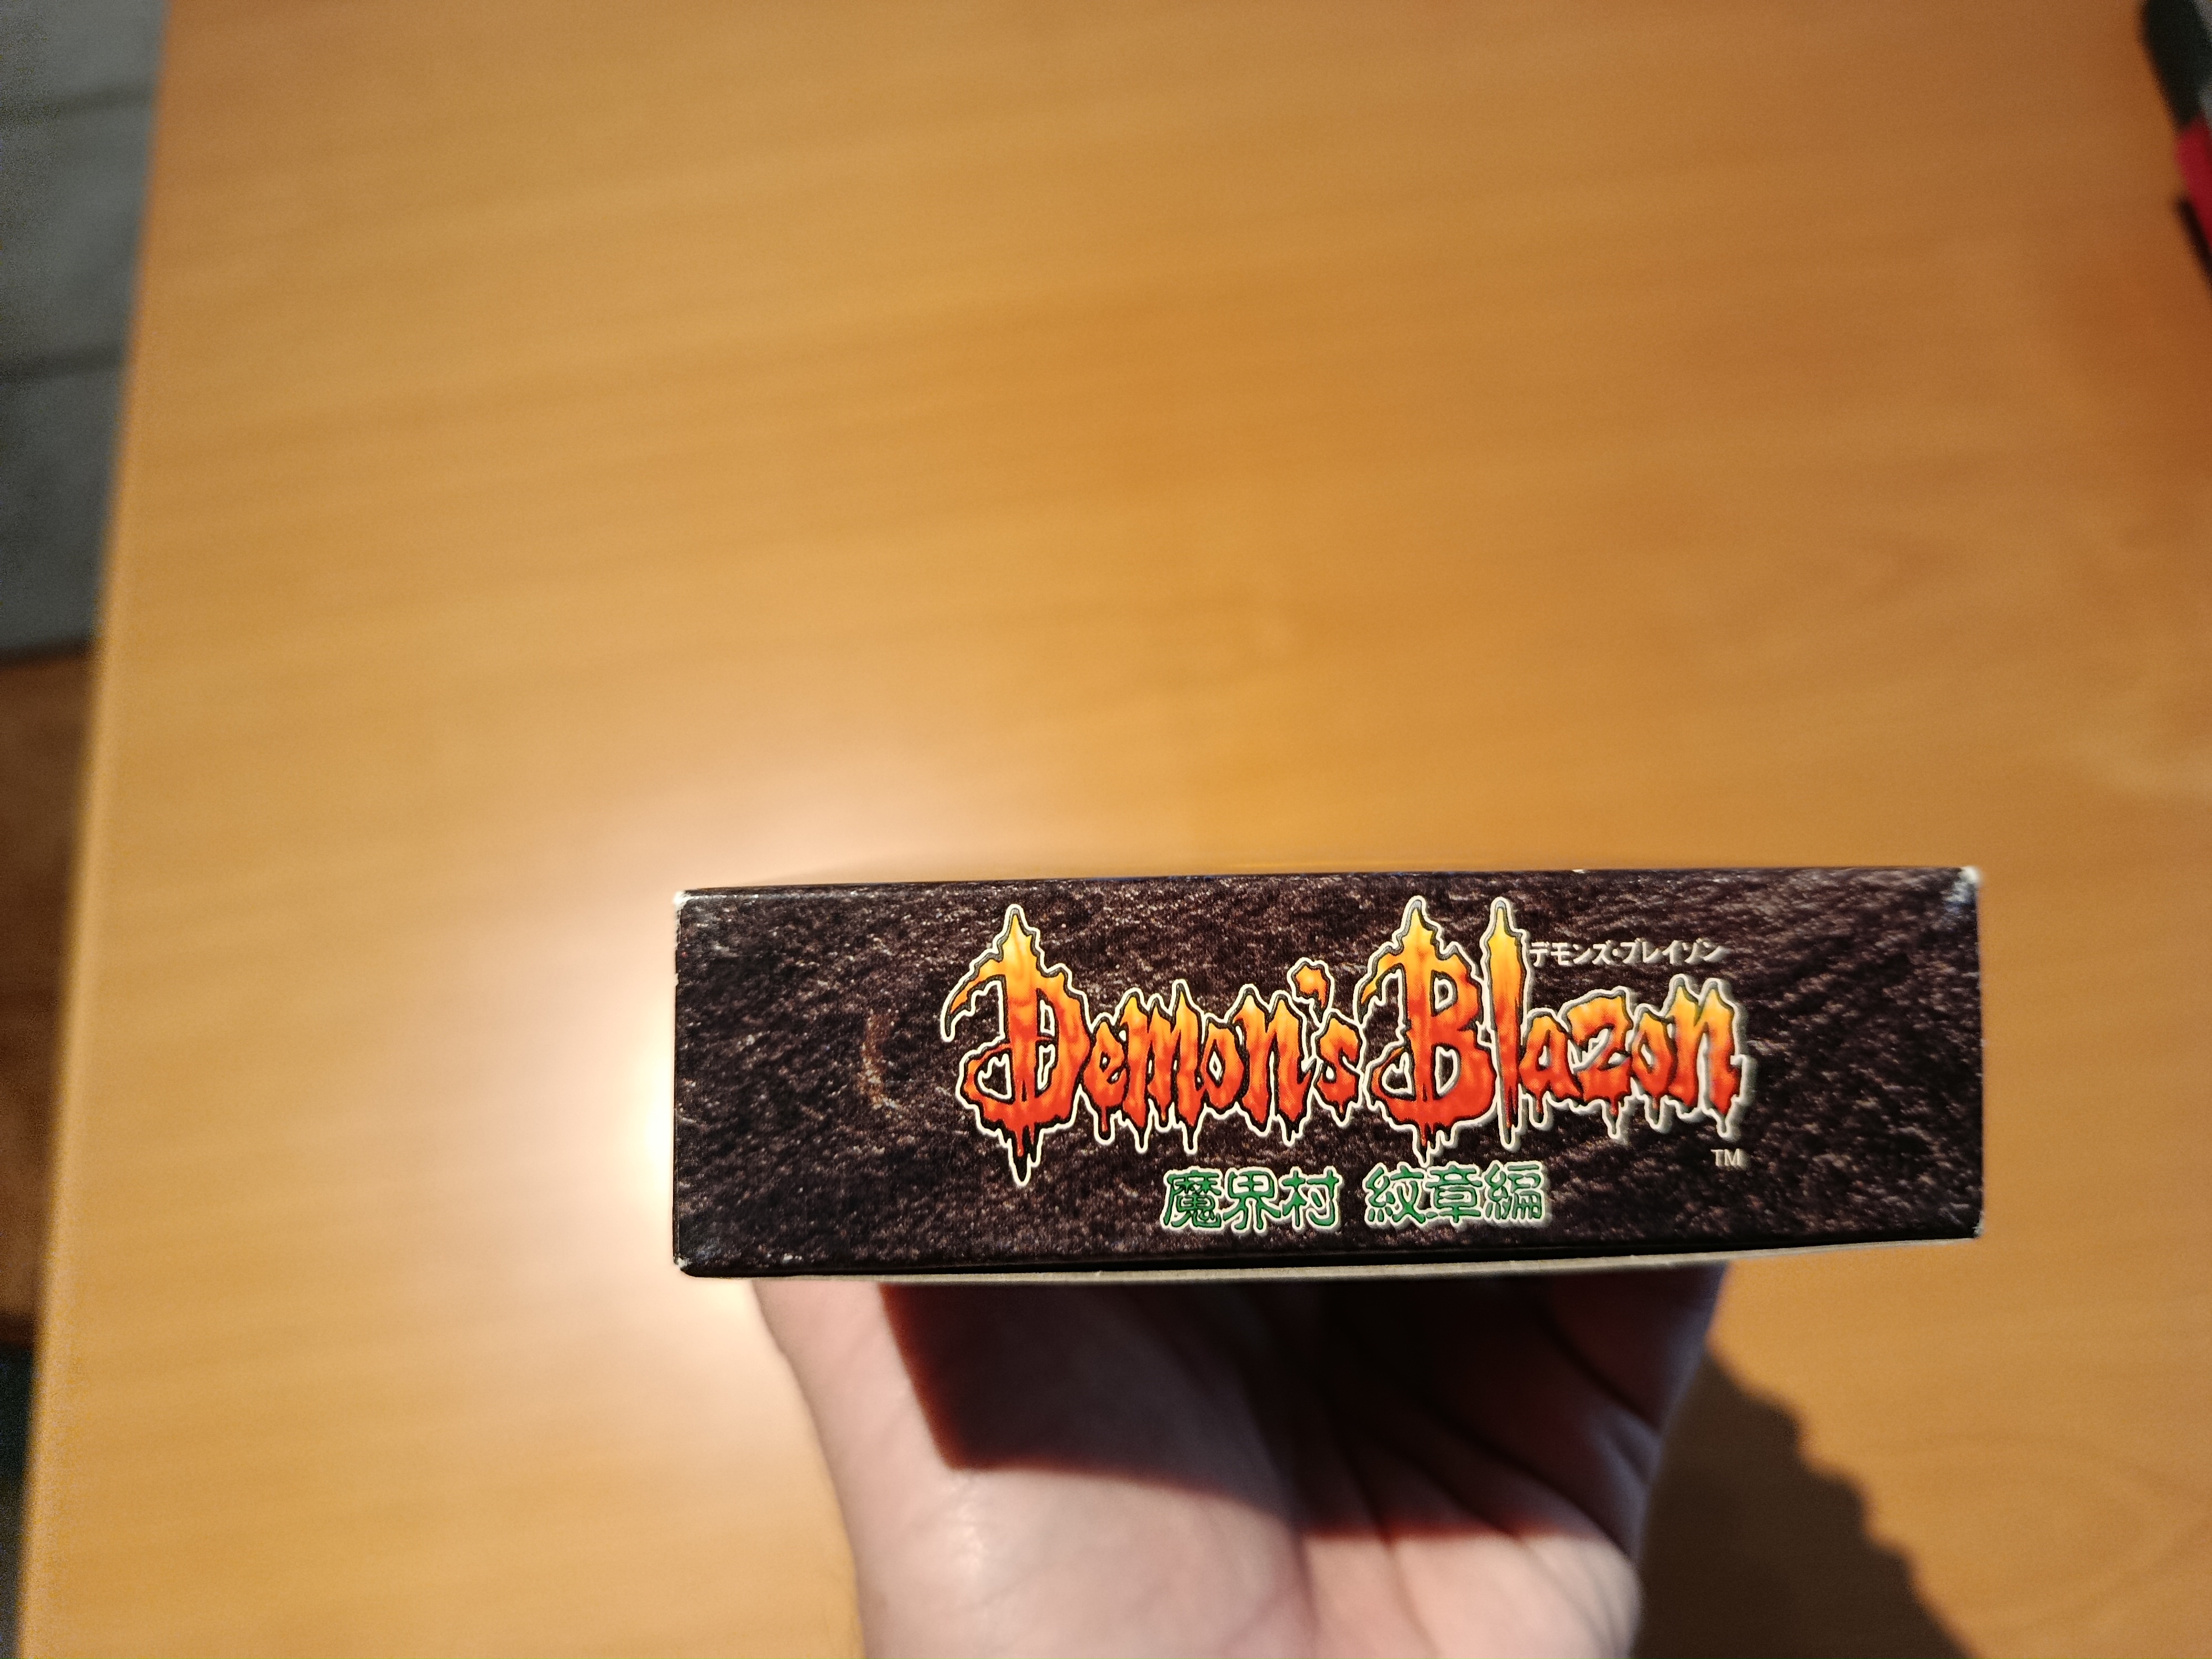 デモンズ・ブレイゾン
Demon's Blazon
TM
魔界村 紋章編